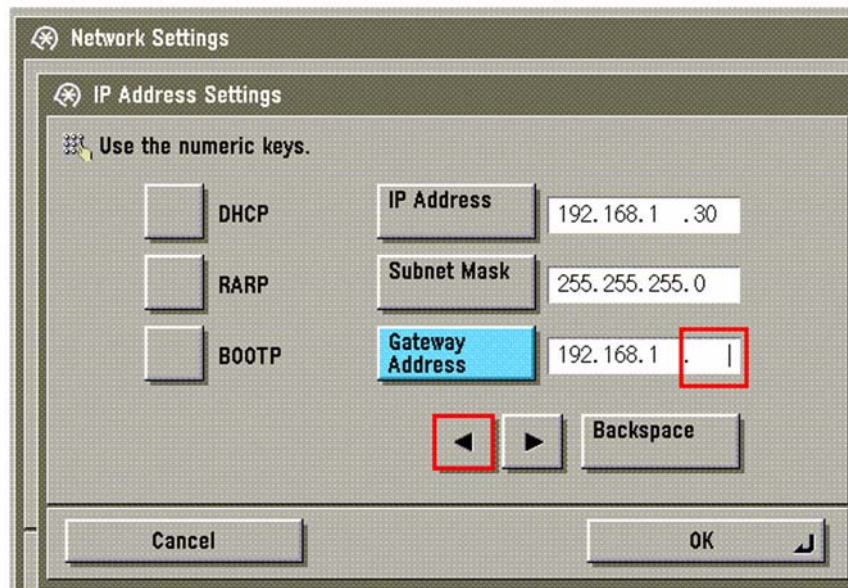 Network Settings
IP Address Settings
Use the numeric keys.
DHCP
IP Address
192.168.1 .30
RARP
Subnet Mask
255.255.255.0
BOOTP
Gateway
Address
192.168.1 .
Backspace
Cancel
OK